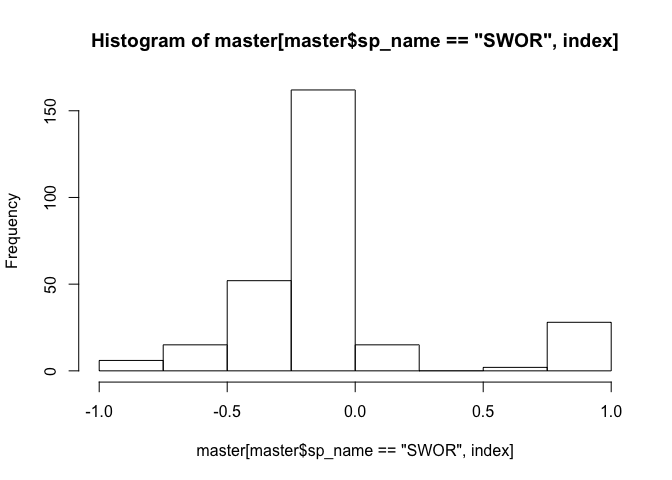 Histogram of master[master$sp_name == "SWOR", index]
Frequency
150
100
50
0
-1.0 -0.5 0.0 0.5 1.0
master[master$sp_name == "SWOR", index]